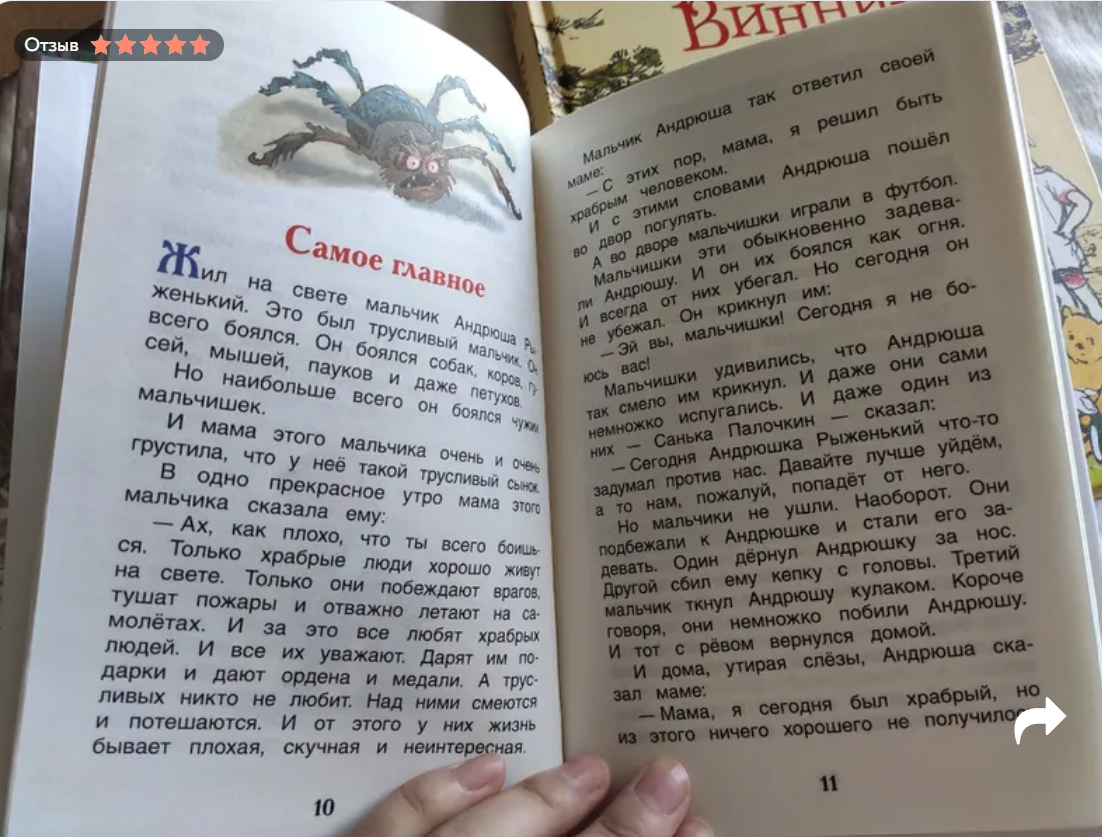 Отзыв
Винни
Самое главное
Жил на свете мальчик Андрюша Ры-
женький. Это был трусливый мальчик. Он
всего боялся. Он боялся собак, коров, гу-
сей, мышей, пауков и даже петухов.
Но наибольше всего он боялся чужих
мальчишек.
И мама этого мальчика очень и очень
грустила, что у неё такой трусливый сынок.
В одно прекрасное утро мама этого
мальчика сказала ему:
— Ах, как плохо, что ты всего боишь-
ся. Только храбрые люди хорошо живут
на свете. Только они побеждают врагов,
тушат пожары и отважно летают на са-
молётах. И за это все любят храбрых
людей. И все их уважают. Дарят им по-
дарки и дают ордена и медали. А трус-
ливых никто не любит. Над ними смеются
и потешаются. И от этого у них жизнь
бывает плохая, скучная и неинтересная.
10
Мальчик Андрюша так ответил своей
маме:
— С этих пор, мама, я решил быть
храбрым человеком.
И с этими словами Андрюша пошёл
во двор погулять.
А во дворе мальчишки играли в футбол.
Мальчишки эти обыкновенно задева-
ли Андрюшу. И он их боялся как огня.
И всегда от них убегал. Но сегодня он
не убежал. Он крикнул им:
— Эй вы, мальчишки! Сегодня я не бо-
юсь вас!
Мальчишки удивились, что Андрюша
так смело им крикнул. И даже они сами
немножко испугались. И даже один из
них — Санька Палочкин — сказал:
— Сегодня Андрюшка Рыженький что-то
задумал против нас. Давайте лучше уйдём,
а то нам, пожалуй, попадёт от него.
Но мальчики не ушли. Наоборот. Они
подбежали к Андрюшке и стали его за-
девать. Один дёрнул Андрюшку за нос.
Другой сбил ему кепку с головы. Третий
мальчик ткнул Андрюшу кулаком. Короче
говоря, они немножко побили Андрюшу.
И тот с рёвом вернулся домой.
И дома, утирая слёзы, Андрюша ска-
зал маме:
— Мама, я сегодня был храбрый, но
из этого ничего хорошего не получилось.
11